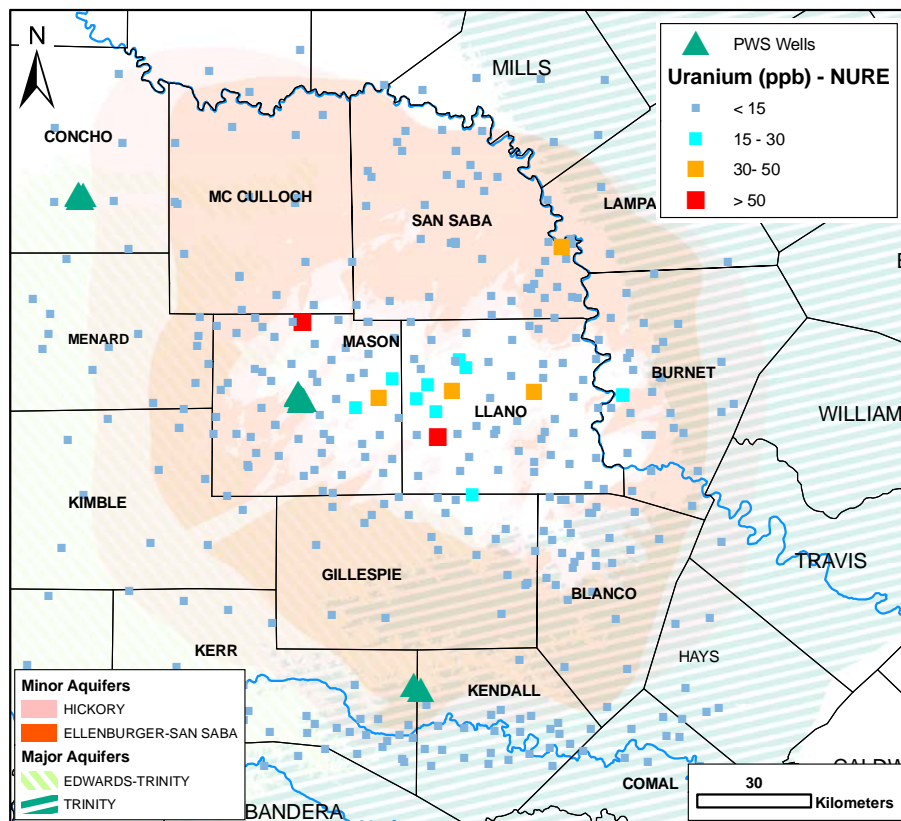 N
PWS Wells
Uranium (ppb) - NURE
< 15
15 - 30
30- 50
> 50
MILLS
CONCHO
MC CULLOCH
SAN SABA
LAMPA
MENARD
MASON
BURNET
LLANO
WILLIAM
KIMBLE
TRAVIS
GILLESPIE
BLANCO
KERR
HAYS
KENDALL
Minor Aquifers
HICKORY
ELLENBURGER-SAN SABA
Major Aquifers
EDWARDS-TRINITY
TRINITY
BANDERA
COMAL
30
Kilometers